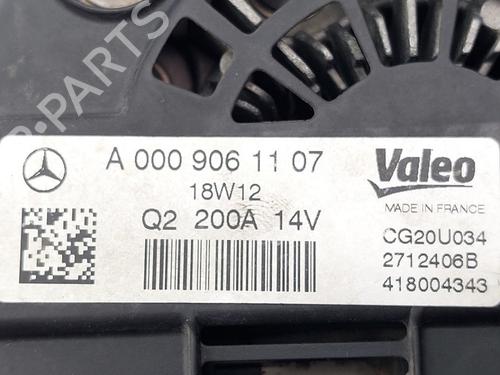 A 000 906 11 07
18W12
Q2 200A 14V
Valeo
MADE IN FRANCE
CG20U034
2712406B
418004343
-PARTS